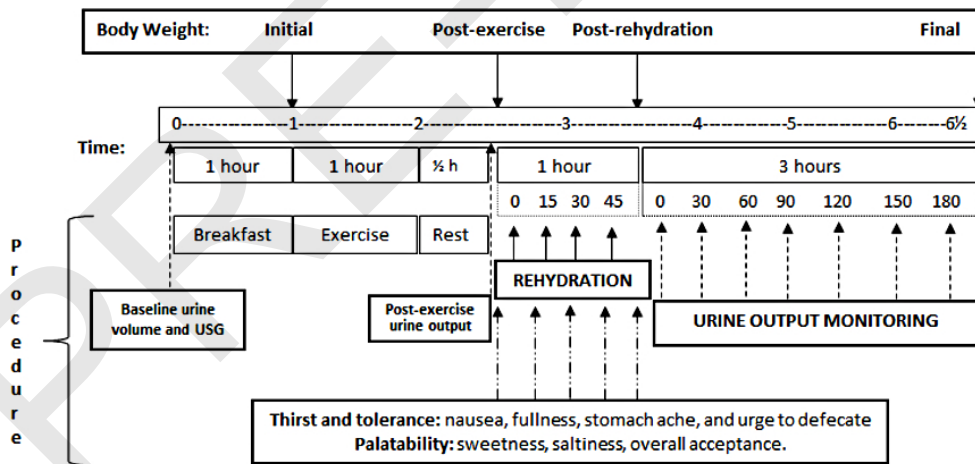 Body Weight: Initial Post-exercise Post-rehydration Final
0----------------1------------------2--------------------3------------------4-------------5--------------6-------6½
Time:
1 hour 1 hour ½ h 1 hour 3 hours
0 15 30 45 0 30 60 90 120 150 180
Breakfast Exercise Rest
REHYDRATION
Procedure
Baseline urine
volume and USG
Post-exercise
urine output
URINE OUTPUT MONITORING
Thirst and tolerance: nausea, fullness, stomach ache, and urge to defecate
Palatability: sweetness, saltiness, overall acceptance.